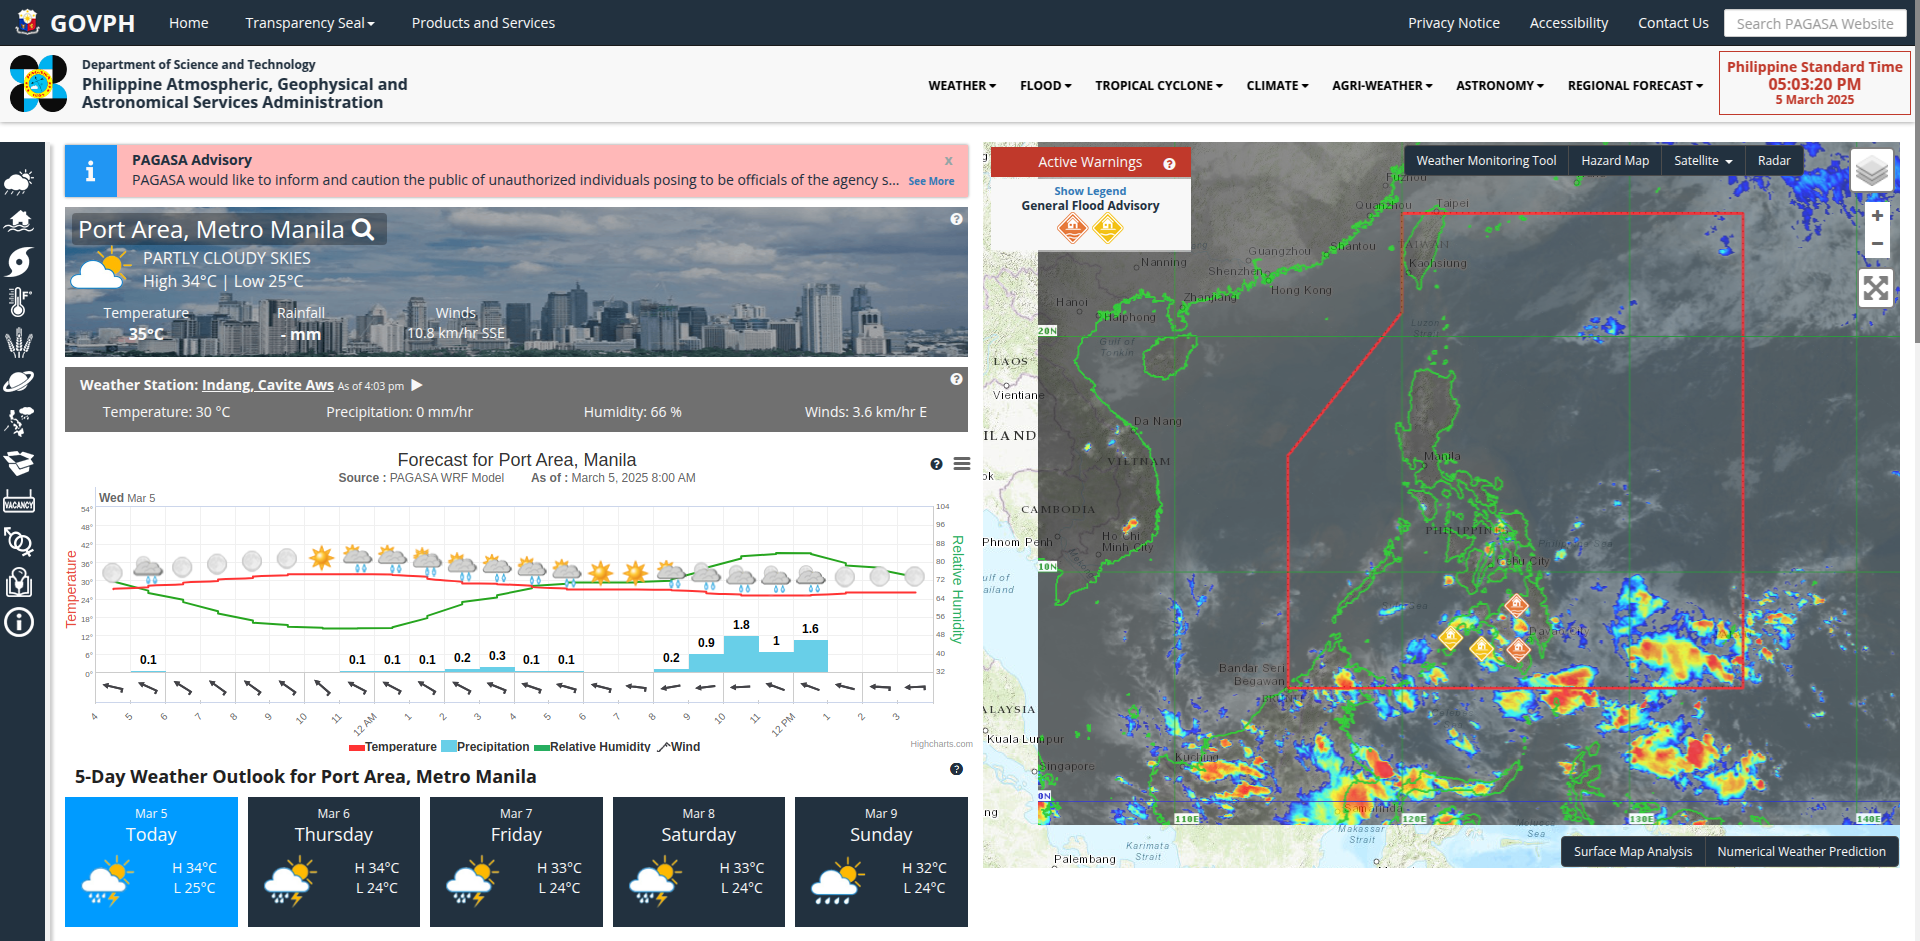 GOVPH
Home
Transparency Seal
Products and Services
Privacy Notice
Accessibility
Contact Us
Search PAGASA Website
Department of Science and Technology
Philippine Atmospheric, Geophysical and
Astronomical Services Administration
WEATHER
FLOOD
TROPICAL CYCLONE
CLIMATE
AGRI-WEATHER
ASTRONOMY
REGIONAL FORECAST
Philippine Standard Time
05:03:20 PM
5 March 2025
PAGASA Advisory
x
PAGASA would like to inform and caution the public of unauthorized individuals posing to be officials of the agency s... See More
Port Area, Metro Manila
PARTLY CLOUDY SKIES
High 34°C | Low 25°C
Temperature
35°C
Rainfall
- mm
Winds
10.8 km/hr SSE
Weather Station: Indang, Cavite Aws As of 4:03 pm
Temperature: 30 °C
Precipitation: 0 mm/hr
Humidity: 66 %
Winds: 3.6 km/hr E
Forecast for Port Area, Manila
Source : PAGASA WRF Model As of : March 5, 2025 8:00 AM
Wed Mar 5
Temperature
54°
48°
42°
36°
30°
24°
18°
12°
6°
0°
104
96
88
80
72
64
56
48
40
32
Relative Humidity
0.1
0.1
0.1
0.1
0.2
0.3
0.1
0.1
0.2
0.9
1.8
1
1.6
4
5
6
7
8
9
10
11
12 AM
1
2
3
4
5
6
7
8
9
10
11
12 PM
1
2
3
Temperature
Precipitation
Relative Humidity
Wind
Highcharts.com
5-Day Weather Outlook for Port Area, Metro Manila
Mar 5
Today
H 34°C
L 25°C
Mar 6
Thursday
H 34°C
L 24°C
Mar 7
Friday
H 33°C
L 24°C
Mar 8
Saturday
H 33°C
L 24°C
Mar 9
Sunday
H 32°C
L 24°C
VACANCY
Active Warnings
Show Legend
General Flood Advisory
Weather Monitoring Tool
Hazard Map
Satellite
Radar
+
−
Fuzhou
Quanzhou
Taipei
TAIWAN
Kaohsiung
Shantou
Guangzhou
Shenzhen
Hong Kong
Nanning
Zhanjiang
Hanoi
Haiphong
Gulf of
Tonkin
Luzon
20N
LAOS
Vientiane
Da Nang
ILAND
VIETNAM
Manila
CAMBODIA
PHILIPPINES
Phnom Penh
Ho Chi
Minh City
10N
ulf of
ailand
Davao City
Bandar Seri
Begawan
BRUNEI
ALAYSIA
Kuala Lumpur
Kuching
Singapore
0N
Samarinda
110E
120E
130E
140E
ng
Makassar
Strait
Karimata
Strait
Palembang
Sea
Surface Map Analysis
Numerical Weather Prediction